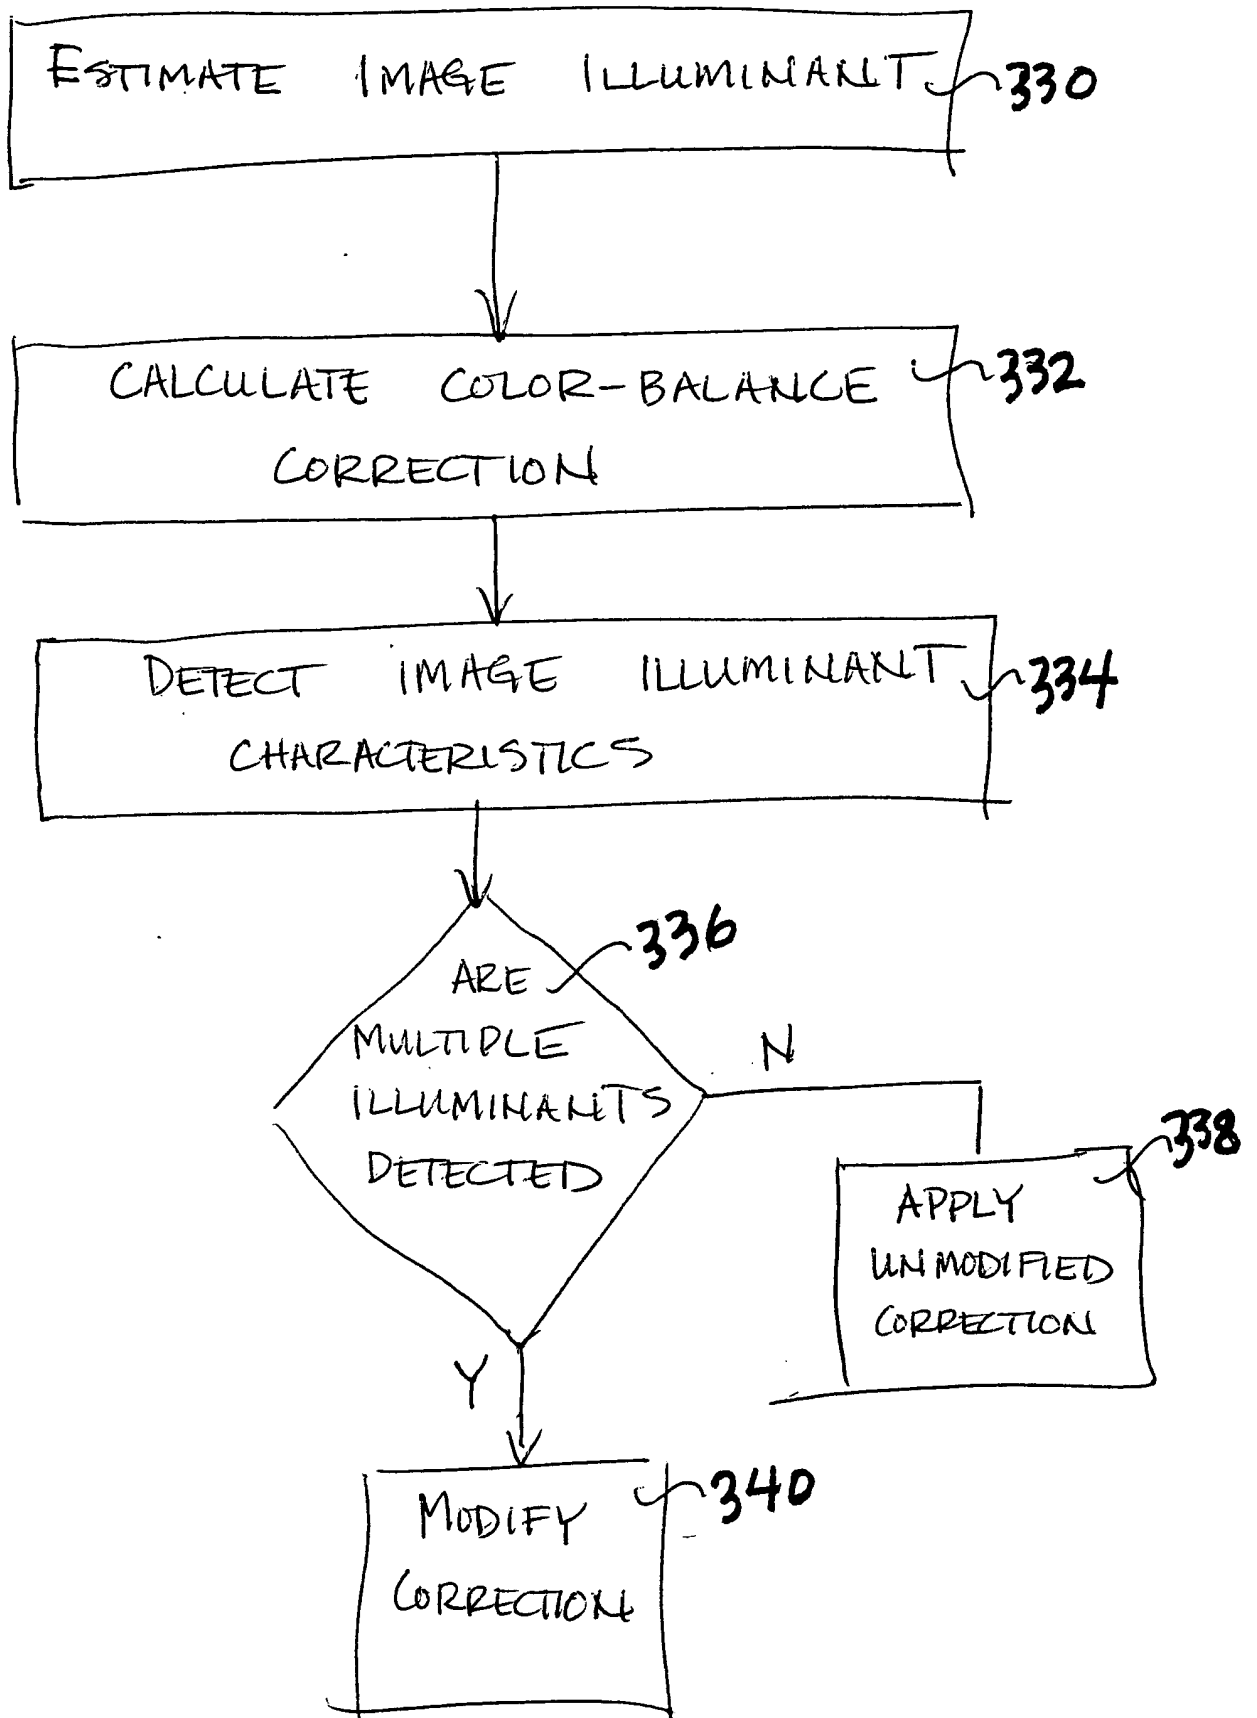 ESTIMATE IMAGE ILLUMINANT 330
CALCULATE COLOR-BALANCE 332
CORRECTION
DETECT IMAGE ILLUMINANT 334
CHARACTERISTICS
336
ARE
MULTIPLE
N
ILLUMINANTS
DETECTED
338
APPLY
UNMODIFIED
CORRECTION
Y
340
MODIFY
CORRECTION